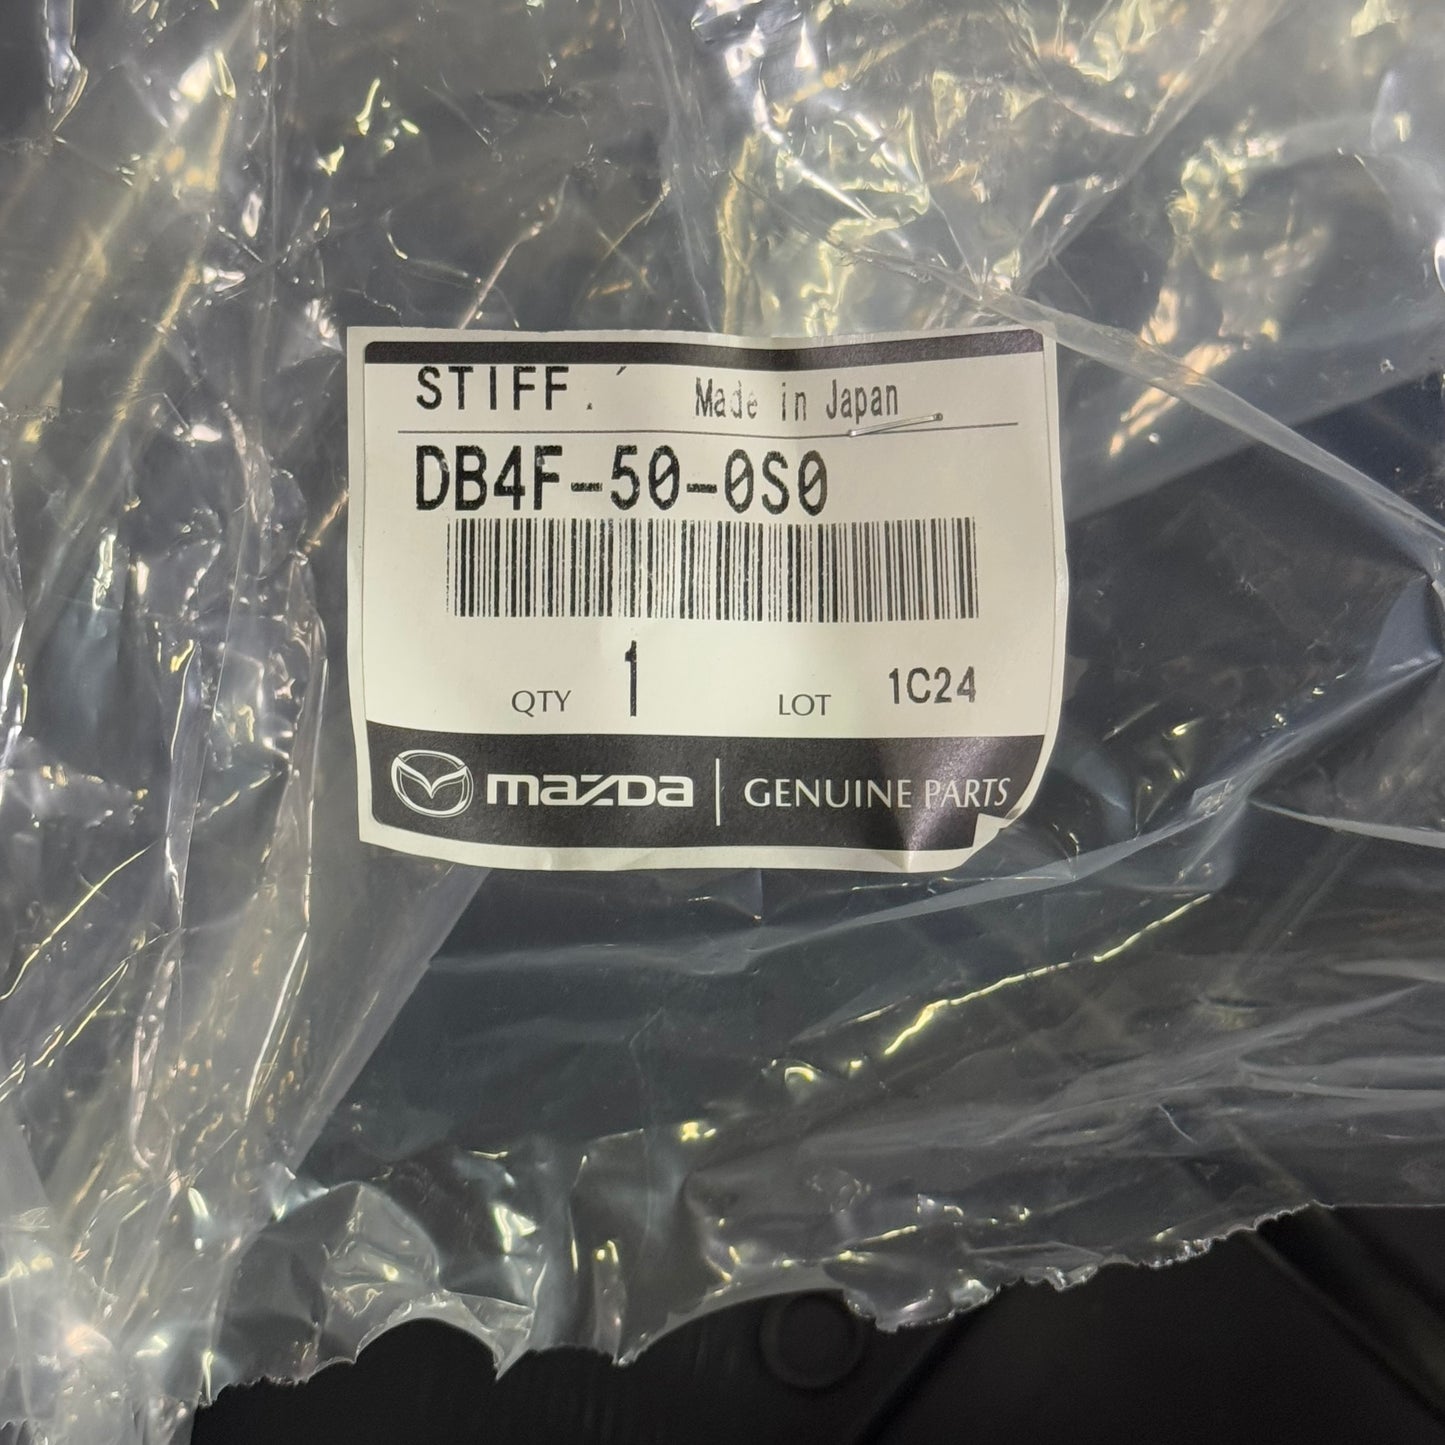 STIFF. Made in Japan
DB4F-50-0S0
QTY 1 LOT 1C24
mazda GENUINE PARTS